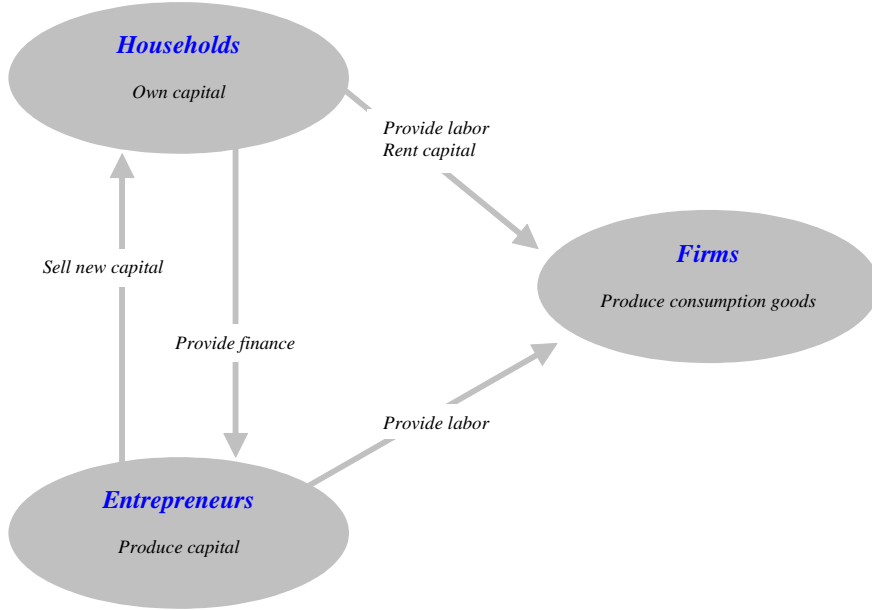 Households
Own capital
Provide labor
Rent capital
Firms
Sell new capital
Produce consumption goods
Provide finance
Provide labor
Entrepreneurs
Produce capital